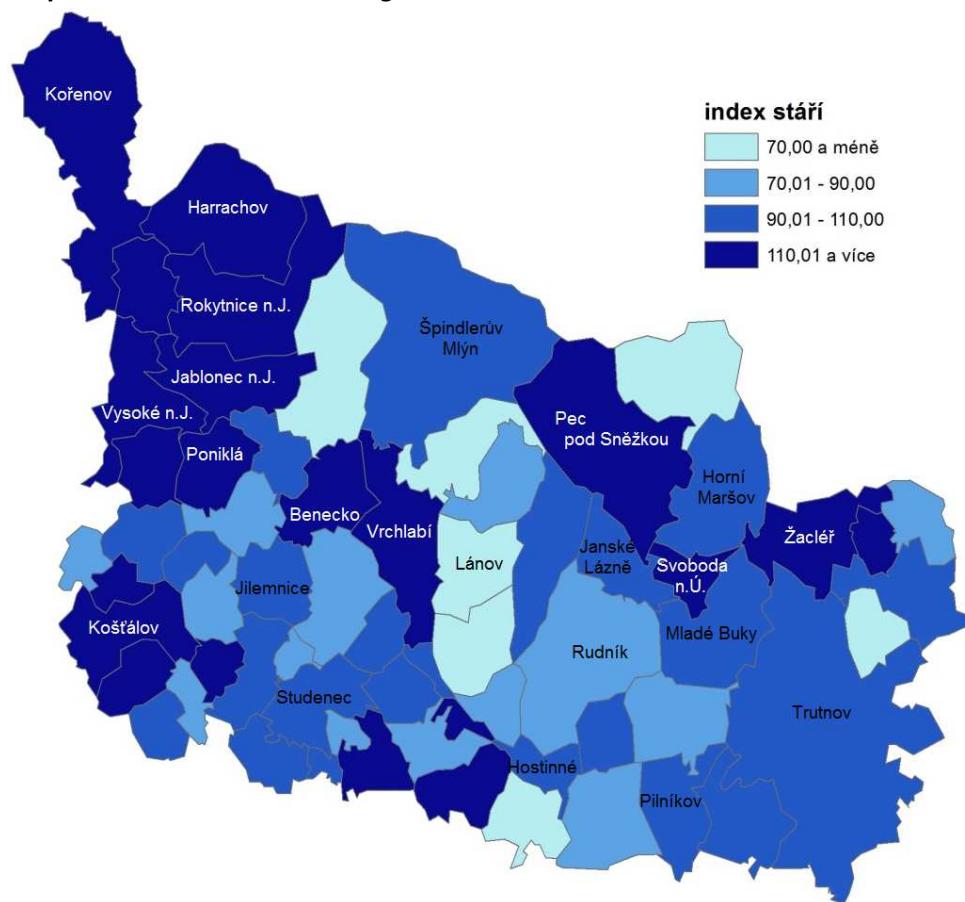 Kořenov
index stáří
70,00 a méně
70,01 - 90,00
90,01 - 110,00
110,01 a více
Harrachov
Rokytnice n.J.
Špindlerův
Mlýn
Jablonec n.J.
Vysoké n.J.
Pec
pod Sněžkou
Poniklá
Horní
Maršov
Benecko
Vrchlabí
Žacléř
Lánov
Janské
Lázně
Svoboda
n.Ú.
Jilemnice
Košťálov
Mladé Buky
Rudník
Studenec
Trutnov
Hostinné
Pilníkov